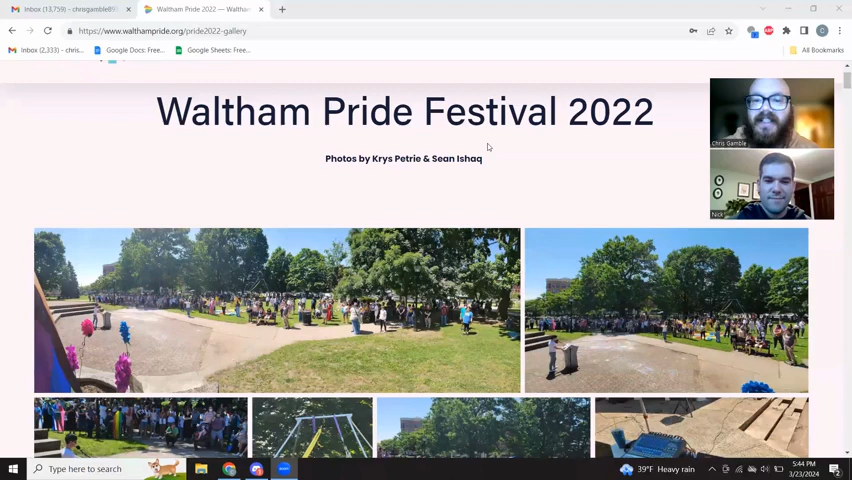 Inbox (13,759) - chrisgamble89
Waltham Pride 2022 — Waltham
https://www.walthampride.org/pride2022-gallery
Inbox (2,333) - chris...
Google Docs: Free...
Google Sheets: Free...
All Bookmarks
Waltham Pride Festival 2022
Photos by Krys Petrie & Sean Ishaq
Chris Gamble
Nick
Type here to search
39°F Heavy rain
5:44 PM
3/23/2024